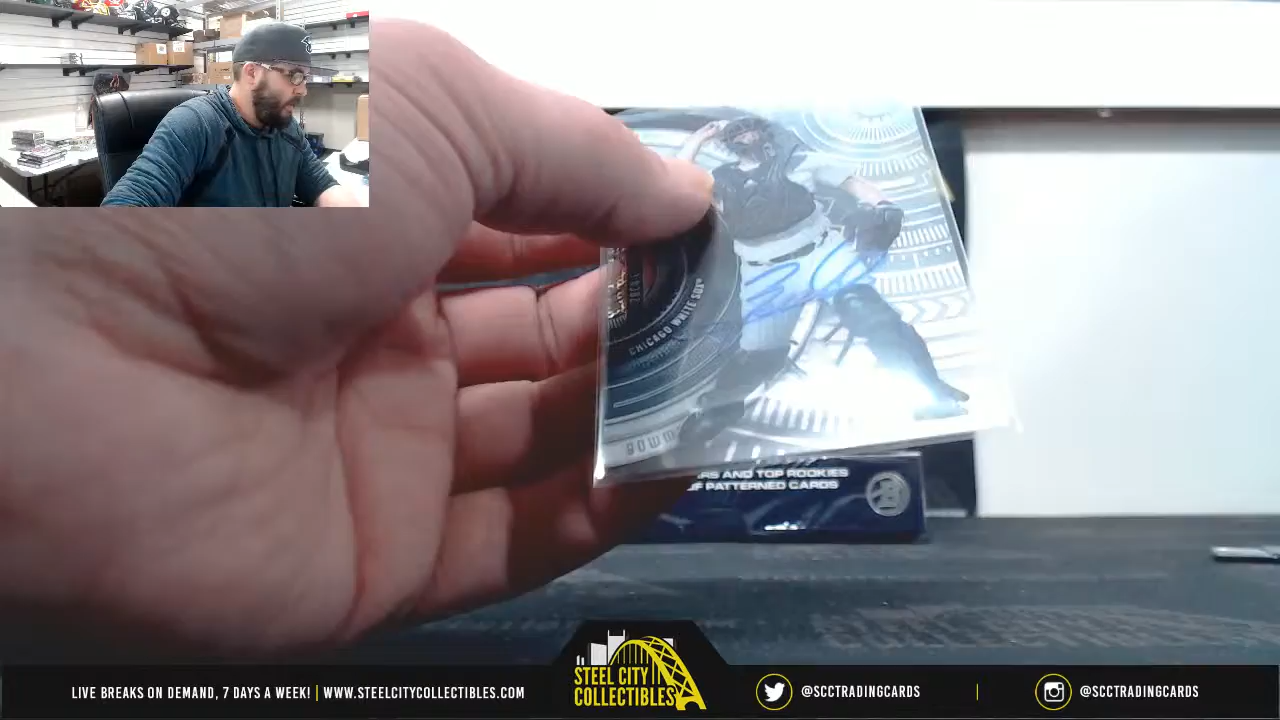 CHICAGO WHITE SOX
RS AND TOP ROOKIES
OF PATTERNED CARDS
B
STEEL CITY
COLLECTIBLES
LIVE BREAKS ON DEMAND, 7 DAYS A WEEK! | WWW.STEELCITYCOLLECTIBLES.COM
@SCCTRADINGCARDS
@SCCTRADINGCARDS